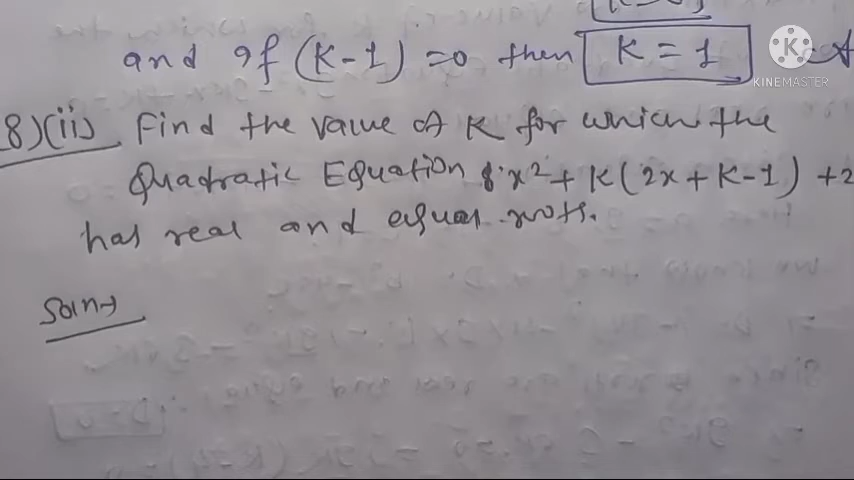 and if (K-1) =0 then K = 1
K
KINEMASTER
8)(ii) Find the value of K for which the
Quadratic Equation x² + K(2x + K-1) +2
has real and equal roots.
Soln→